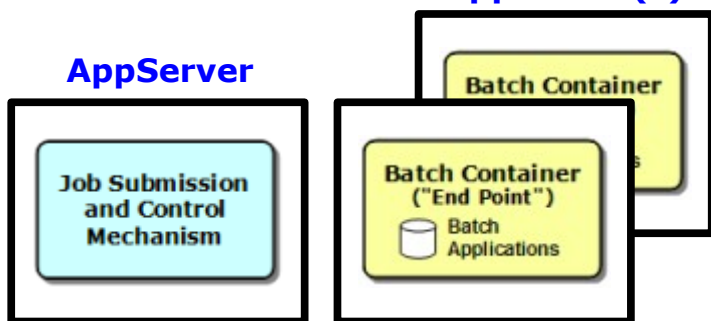 AppServer
Job Submission
and Control
Mechanism
Batch Container
("End Point")
Batch
Applications
Batch Container